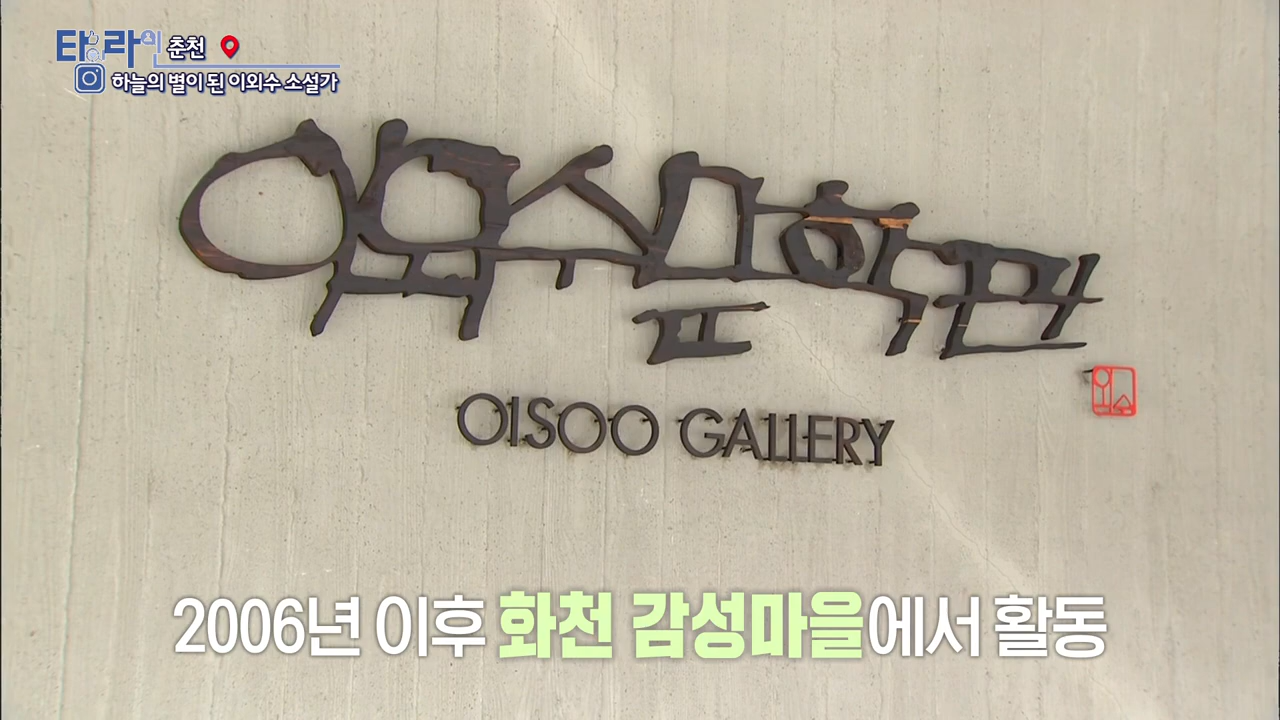 타임라인 춘천
하늘의 별이 된 이외수 소설가
이외수문학관
OISOO GALLERY
2006년 이후 화천 감성마을에서 활동